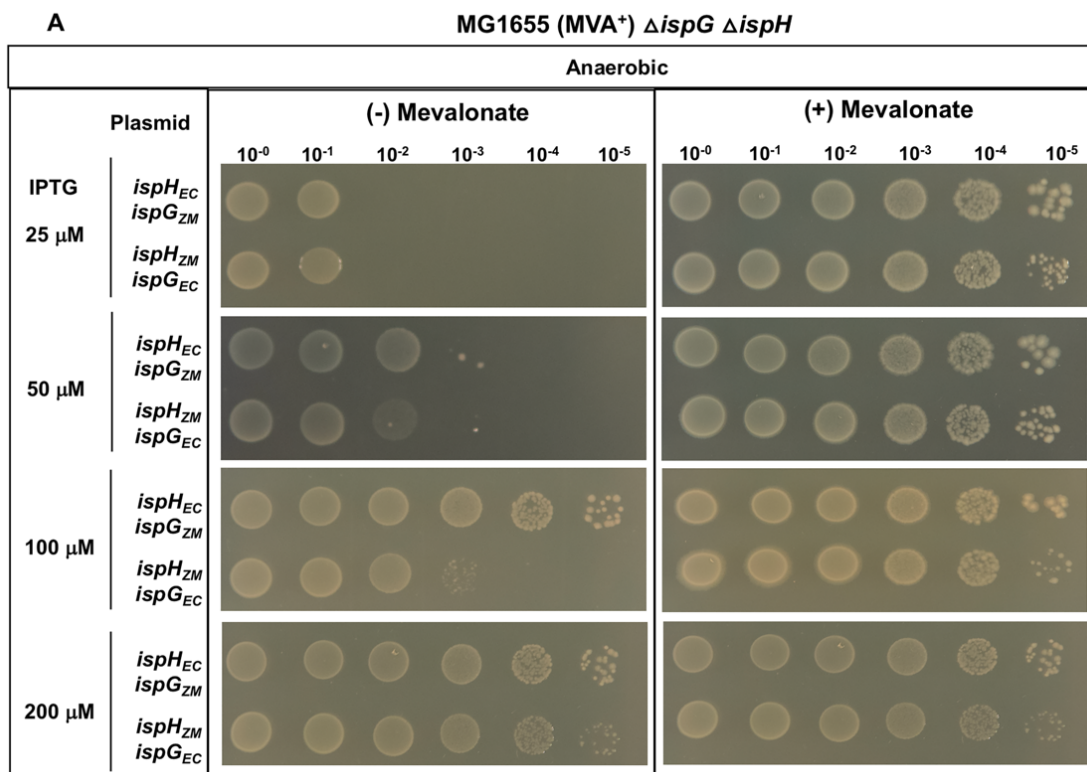 A
MG1655 (MVA⁺) ΔispG ΔispH
Anaerobic
Plasmid
(-) Mevalonate
(+) Mevalonate
10⁻⁰ 10⁻¹ 10⁻² 10⁻³ 10⁻⁴ 10⁻⁵
10⁻⁰ 10⁻¹ 10⁻² 10⁻³ 10⁻⁴ 10⁻⁵
IPTG
25 μM
ispH_EC
ispG_ZM
ispH_ZM
ispG_EC
50 μM
ispH_EC
ispG_ZM
ispH_ZM
ispG_EC
100 μM
ispH_EC
ispG_ZM
ispH_ZM
ispG_EC
200 μM
ispH_EC
ispG_ZM
ispH_ZM
ispG_EC